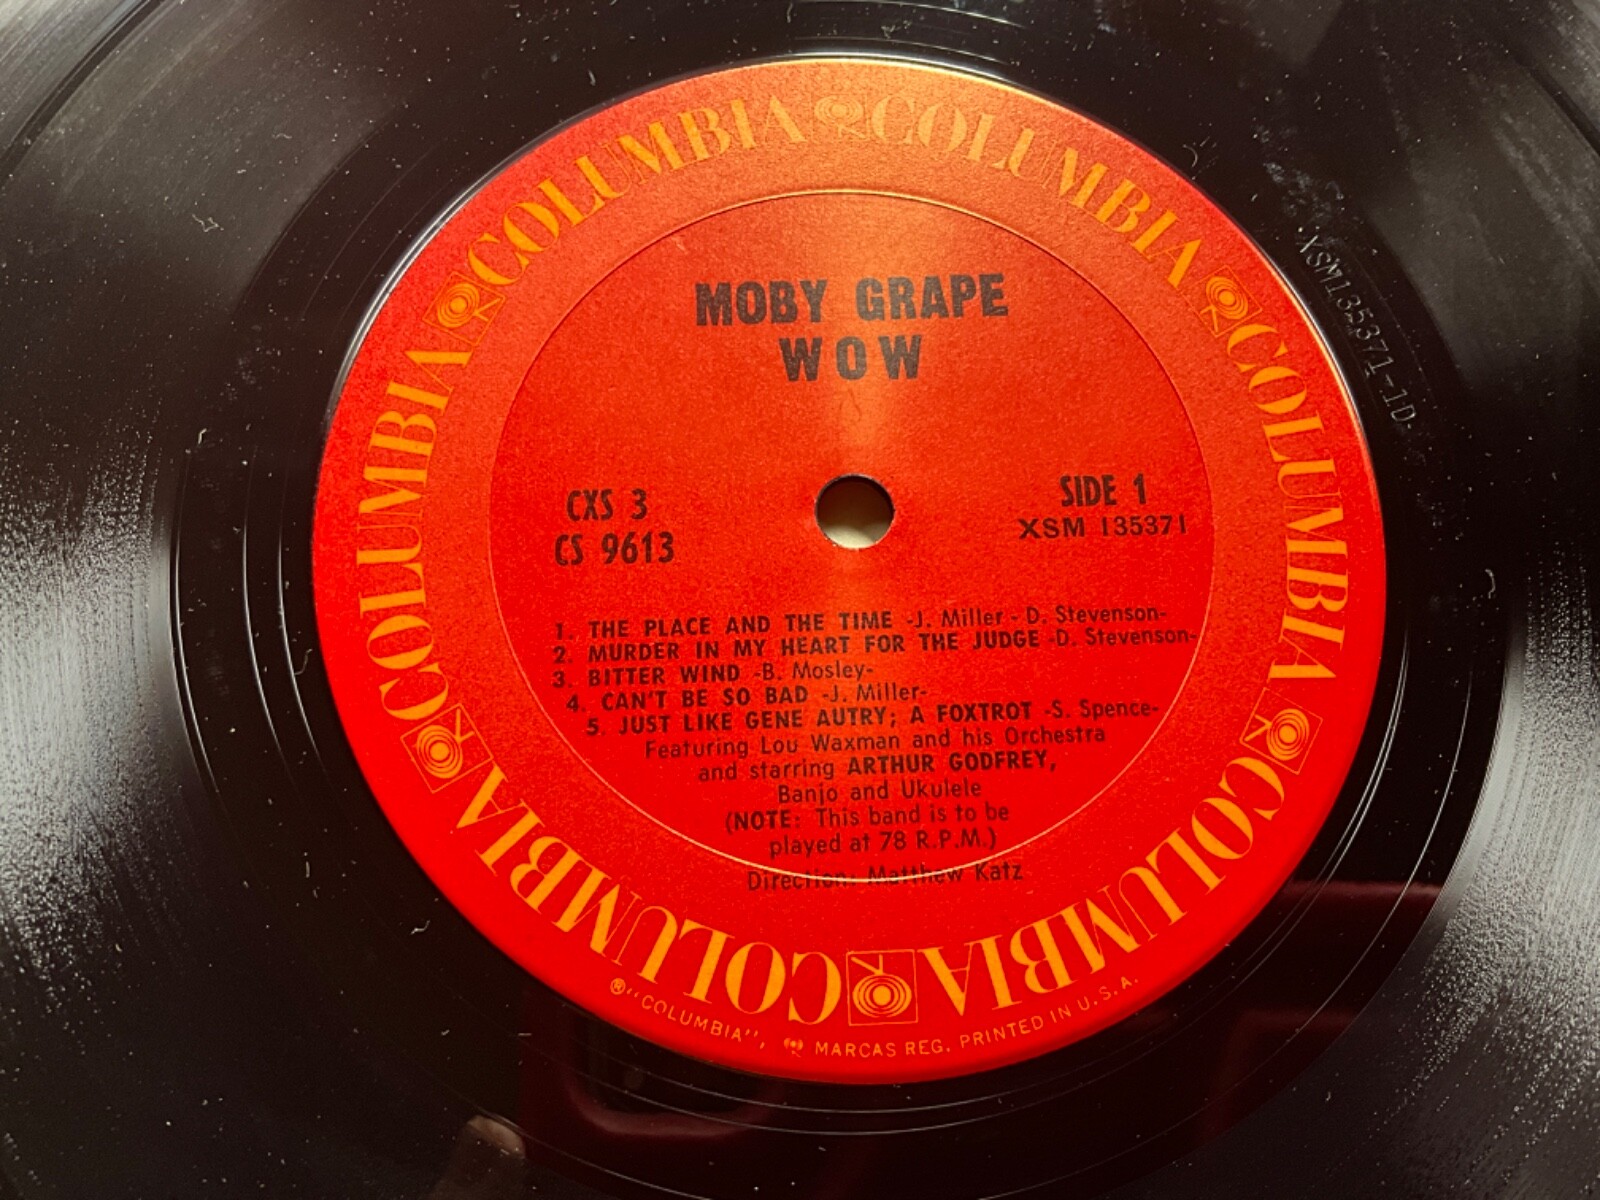 COLUMBIA COLUMBIA COLUMBIA COLUMBIA COLUMBIA COLUMBIA
MOBY GRAPE
WOW
CXS 3
CS 9613
SIDE 1
XSM 135371
1. THE PLACE AND THE TIME -J. Miller - D. Stevenson-
2. MURDER IN MY HEART FOR THE JUDGE -D. Stevenson-
3. BITTER WIND -B. Mosley-
4. CAN'T BE SO BAD -J. Miller-
5. JUST LIKE GENE AUTRY; A FOXTROT -S. Spence-
Featuring Lou Waxman and his Orchestra
and starring ARTHUR GODFREY,
Banjo and Ukulele
(NOTE: This band is to be
played at 78 R.P.M.)
Direction: Matthew Katz
® "COLUMBIA", MARCAS REG. PRINTED IN U.S.A.
XSM135371-1D